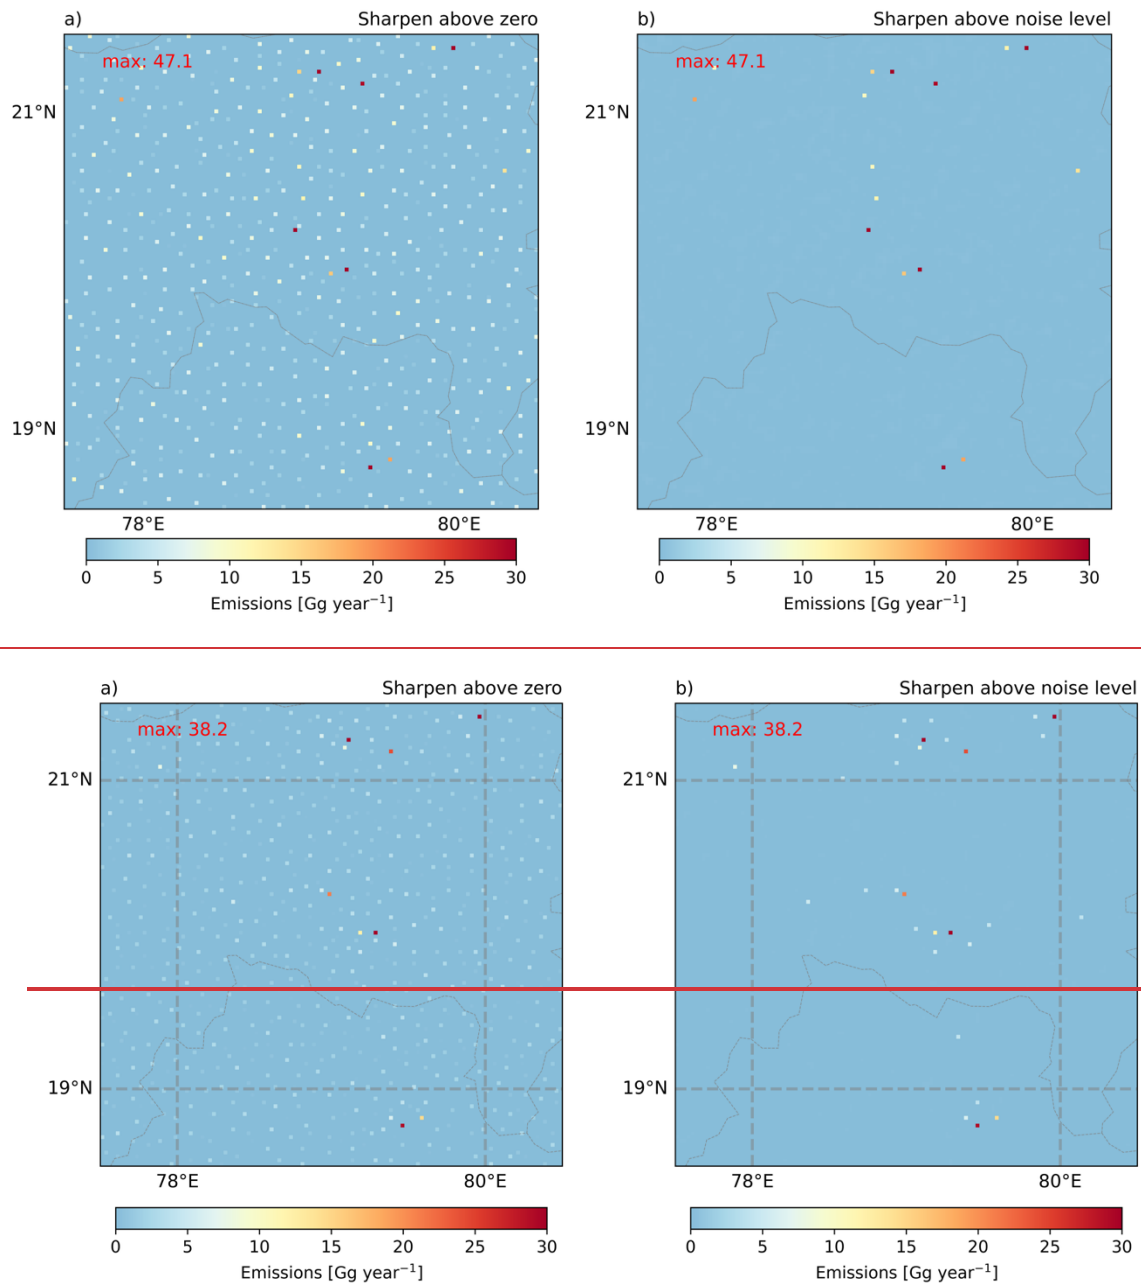 a) Sharpen above zero b) Sharpen above noise level
max: 47.1 max: 47.1
21°N 21°N
19°N 19°N
78°E 80°E 78°E 80°E
0 5 10 15 20 25 30 0 5 10 15 20 25 30
Emissions [Gg year⁻¹] Emissions [Gg year⁻¹]
a) Sharpen above zero b) Sharpen above noise level
max: 38.2 max: 38.2
21°N 21°N
19°N 19°N
78°E 80°E 78°E 80°E
0 5 10 15 20 25 30 0 5 10 15 20 25 30
Emissions [Gg year⁻¹] Emissions [Gg year⁻¹]